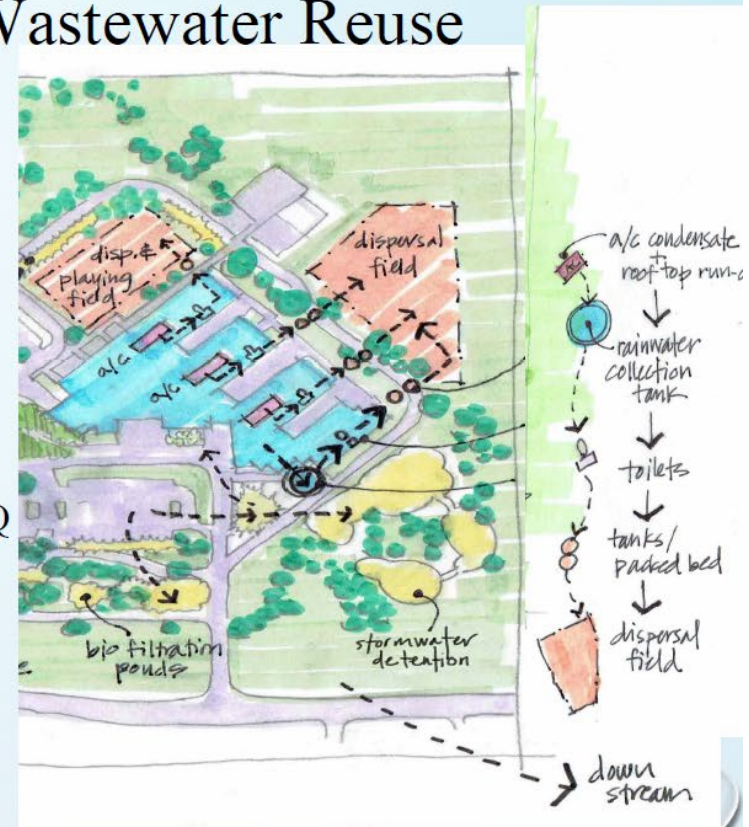 Wastewater Reuse
disp. &
playing
field
dispersal
field
a/c
a/c
Q
bio filtration
ponds
stormwater
detention
a/c condensate
+
roof top run-o
rainwater
collection
tank
toilets
tanks/
packed bed
dispersal
field
down
stream